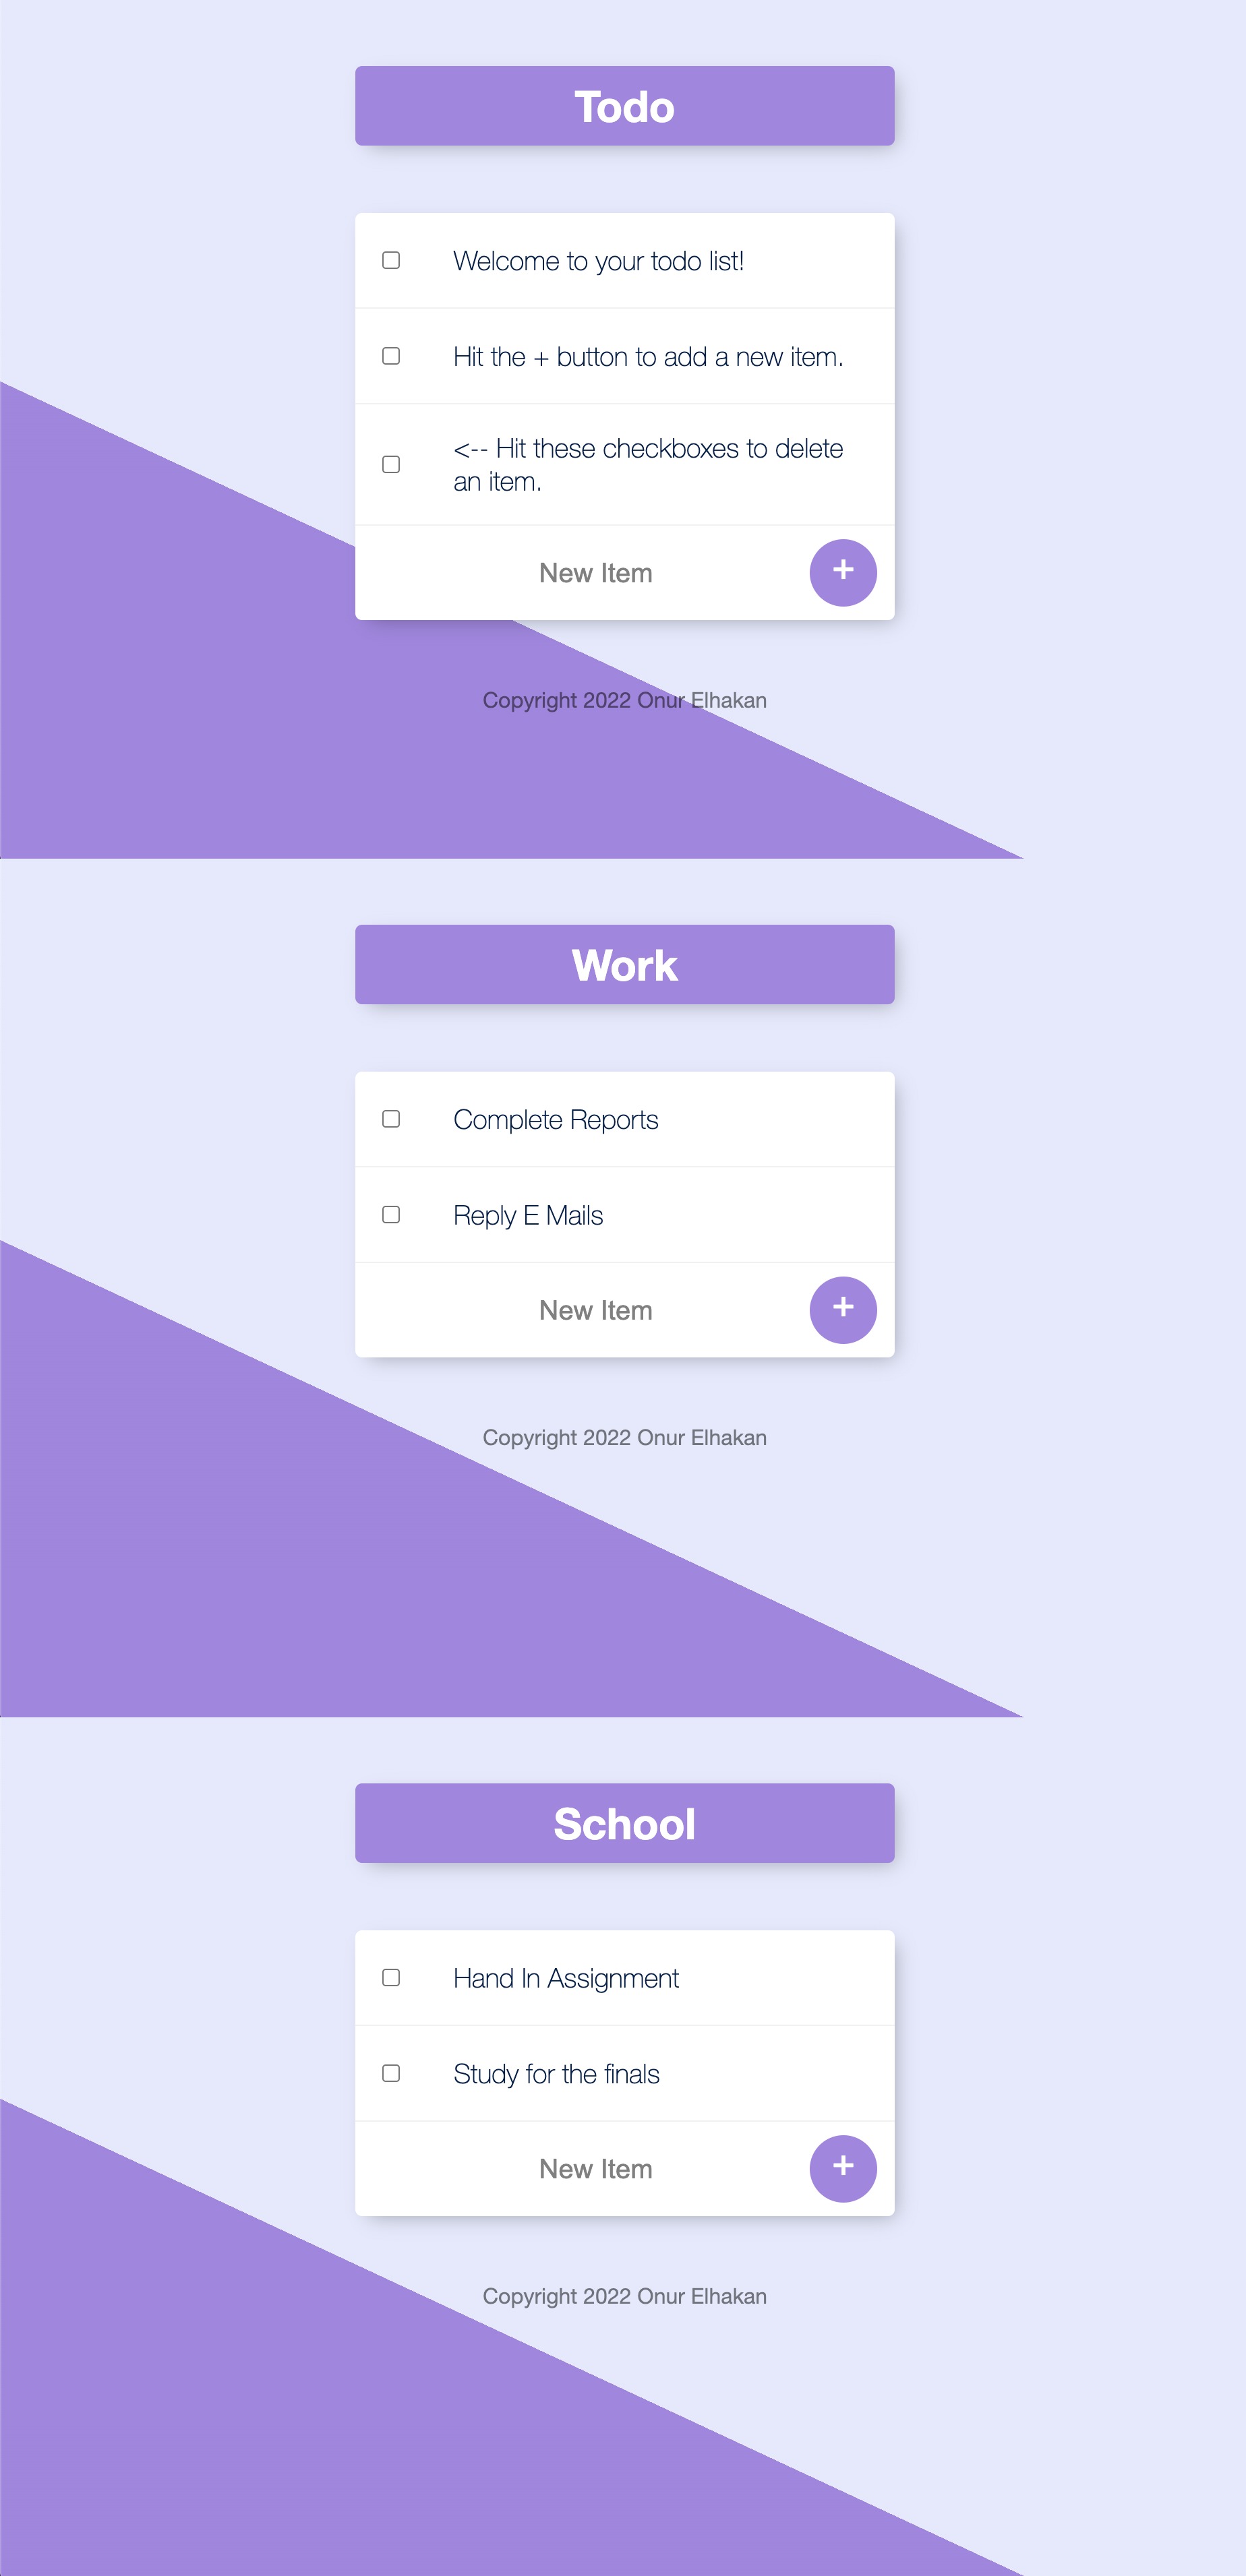 Todo
Welcome to your todo list!
Hit the + button to add a new item.
<-- Hit these checkboxes to delete
an item.
New Item
+
Copyright 2022 Onur Elhakan
Work
Complete Reports
Reply E Mails
New Item
+
Copyright 2022 Onur Elhakan
School
Hand In Assignment
Study for the finals
New Item
+
Copyright 2022 Onur Elhakan